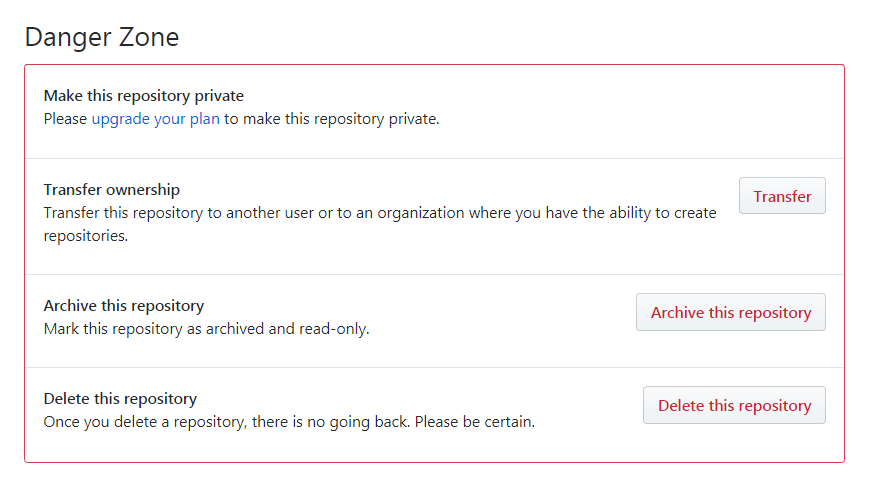 Danger Zone
Make this repository private
Please upgrade your plan to make this repository private.
Transfer ownership
Transfer this repository to another user or to an organization where you have the ability to create
repositories.
Transfer
Archive this repository
Mark this repository as archived and read-only.
Archive this repository
Delete this repository
Once you delete a repository, there is no going back. Please be certain.
Delete this repository